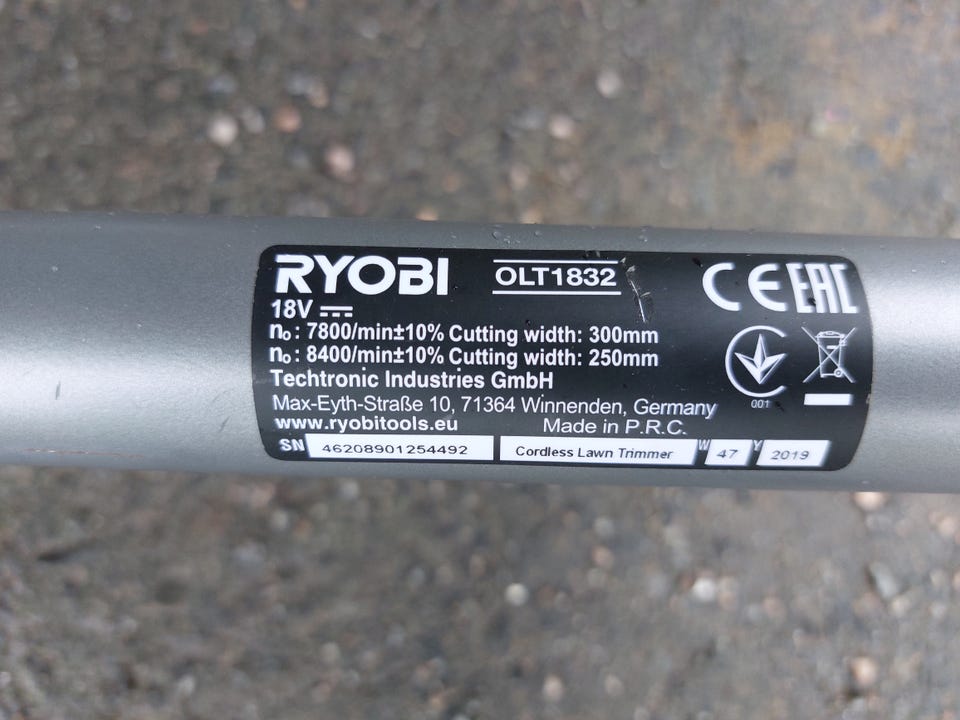 RYOBI OLT1832
18V
CE EAC
n₀: 7800/min±10% Cutting width: 300mm
n₀: 8400/min±10% Cutting width: 250mm
Techtronic Industries GmbH
001
Max-Eyth-Straße 10, 71364 Winnenden, Germany
www.ryobitools.eu Made in P.R.C.
SN 46208901254492 Cordless Lawn Trimmer W 47 Y 2019